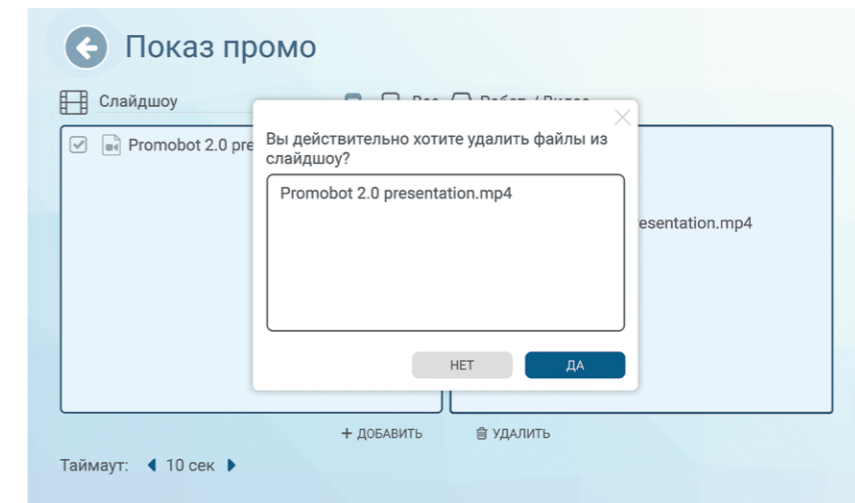 Показ промо
Слайдшоу
Вы действительно хотите удалить файлы из
слайдшоу?
Promobot 2.0 pre
Promobot 2.0 presentation.mp4
esentation.mp4
НЕТ
ДА
+ ДОБАВИТЬ
УДАЛИТЬ
Таймаут:
10 сек